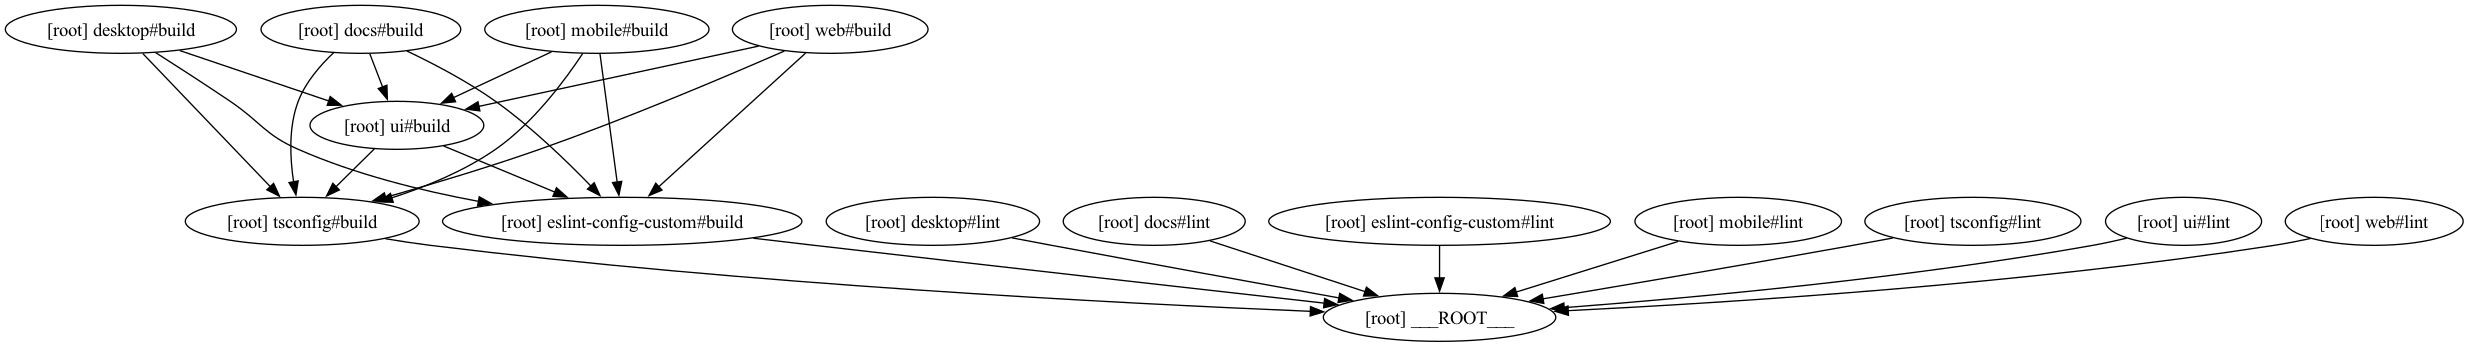 [root] desktop#build
[root] docs#build
[root] mobile#build
[root] web#build
[root] ui#build
[root] tsconfig#build
[root] eslint-config-custom#build
[root] desktop#lint
[root] docs#lint
[root] eslint-config-custom#lint
[root] mobile#lint
[root] tsconfig#lint
[root] ui#lint
[root] web#lint
[root] ___ROOT___